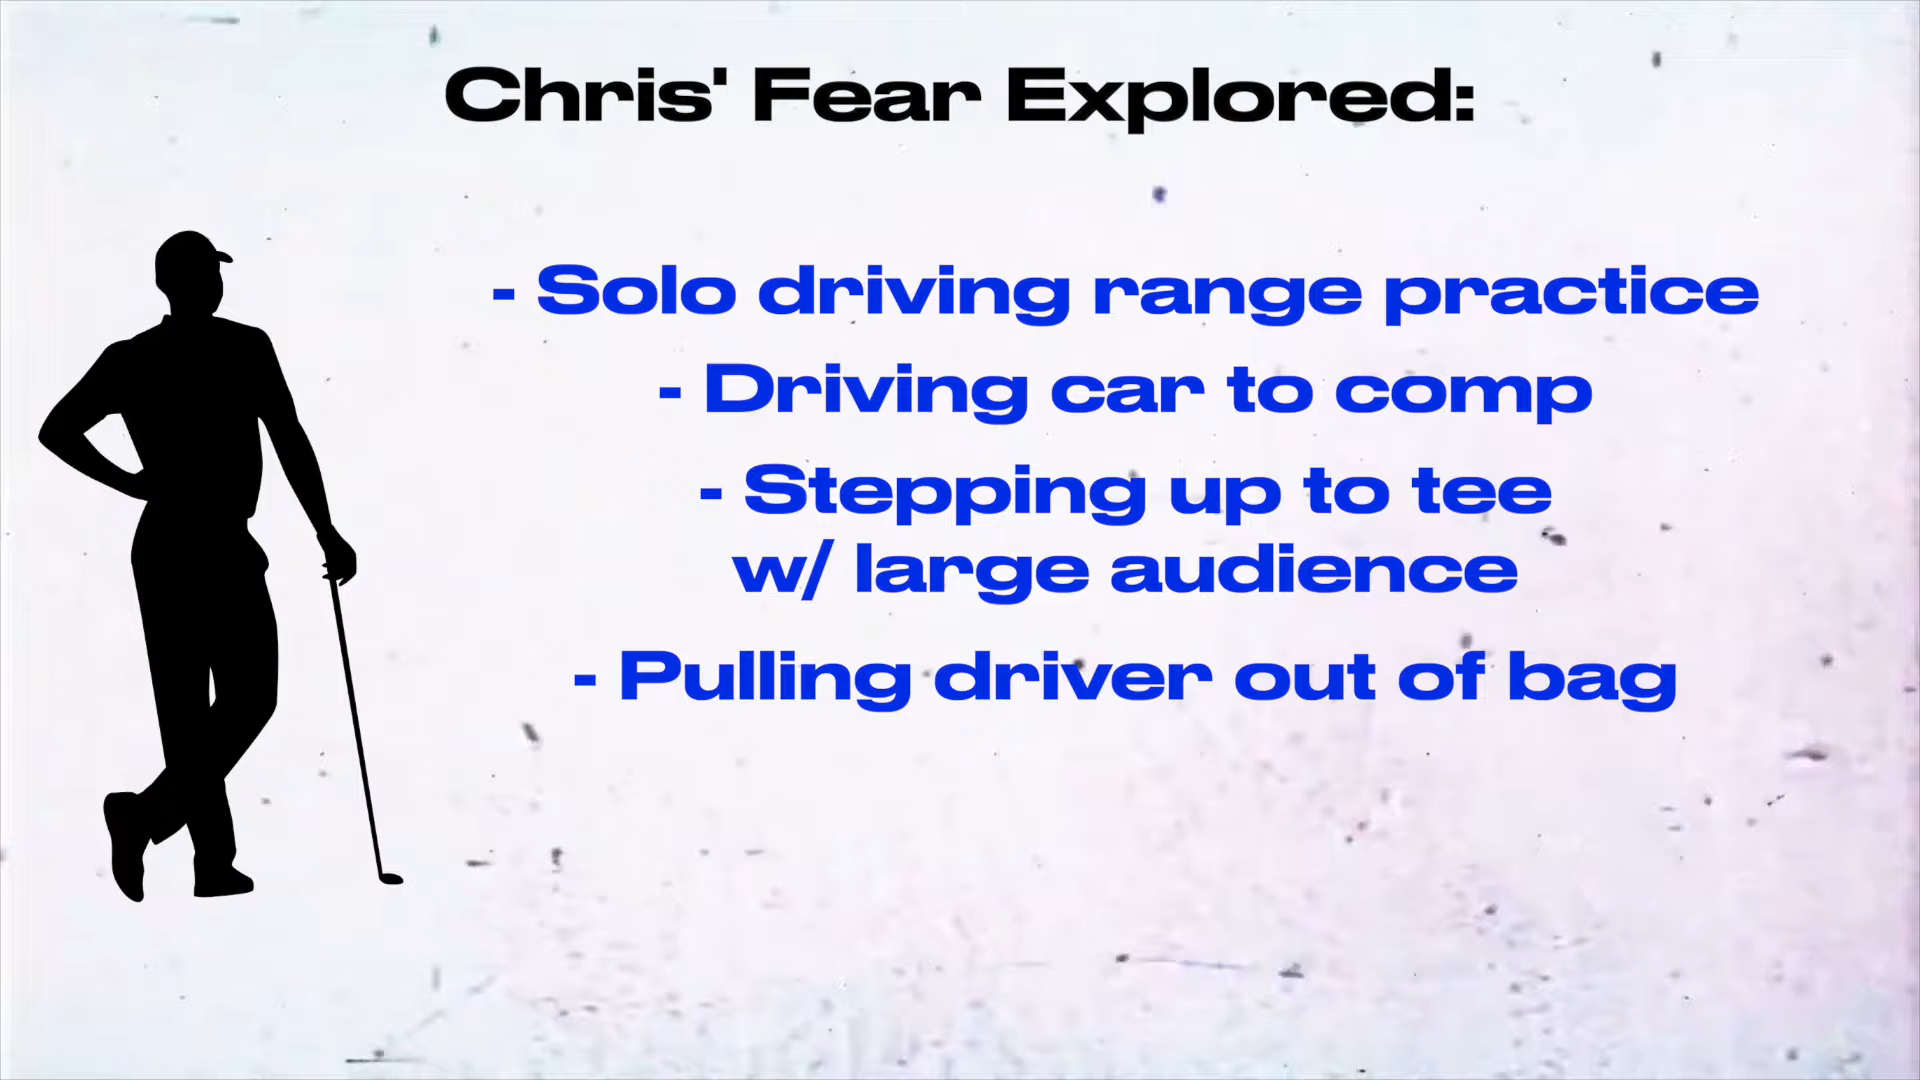 Chris' Fear Explored:
- Solo driving range practice
- Driving car to comp
- Stepping up to tee
w/ large audience
- Pulling driver out of bag